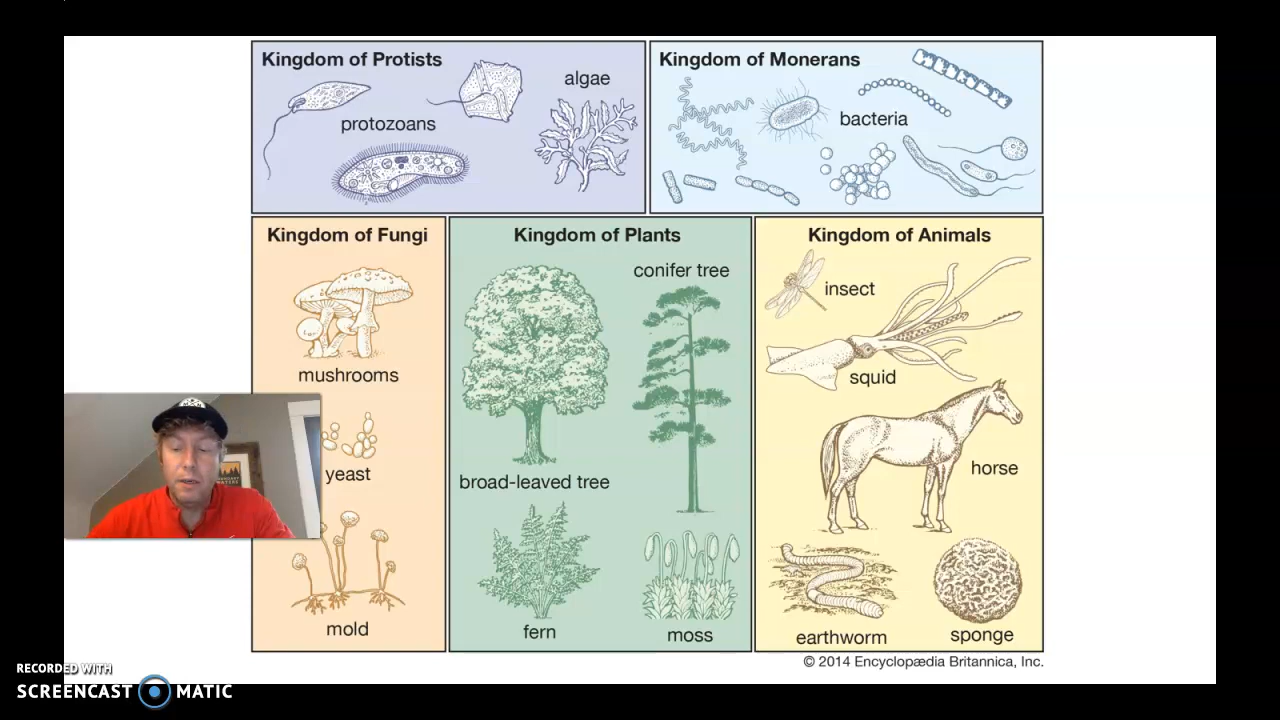 Kingdom of Protists
algae
protozoans
Kingdom of Monerans
bacteria
Kingdom of Fungi
mushrooms
yeast
mold
Kingdom of Plants
conifer tree
broad-leaved tree
fern
moss
Kingdom of Animals
insect
squid
horse
earthworm
sponge
© 2014 Encyclopædia Britannica, Inc.
RECORDED WITH
SCREENCAST MATIC